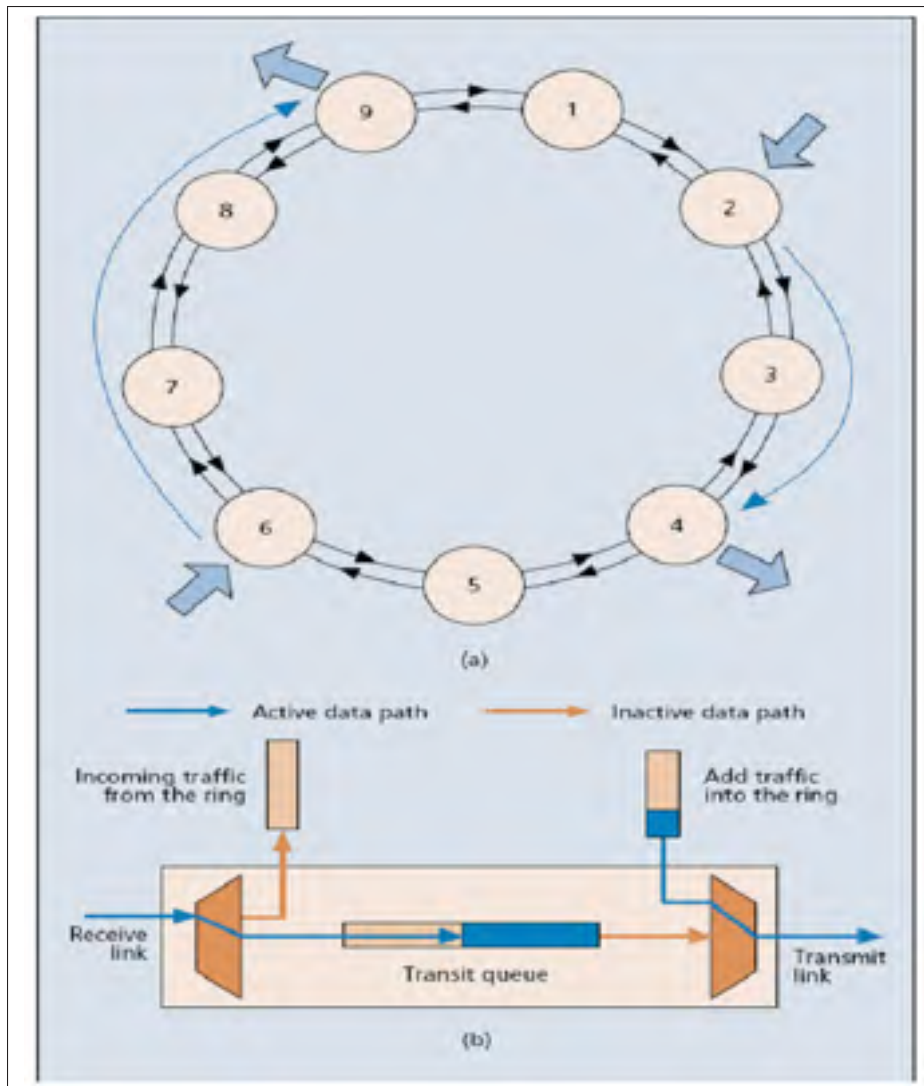 9
1
8
2
7
3
6
4
5
(a)
Active data path
Inactive data path
Incoming traffic
from the ring
Add traffic
into the ring
Receive
link
Transit queue
Transmit
link
(b)